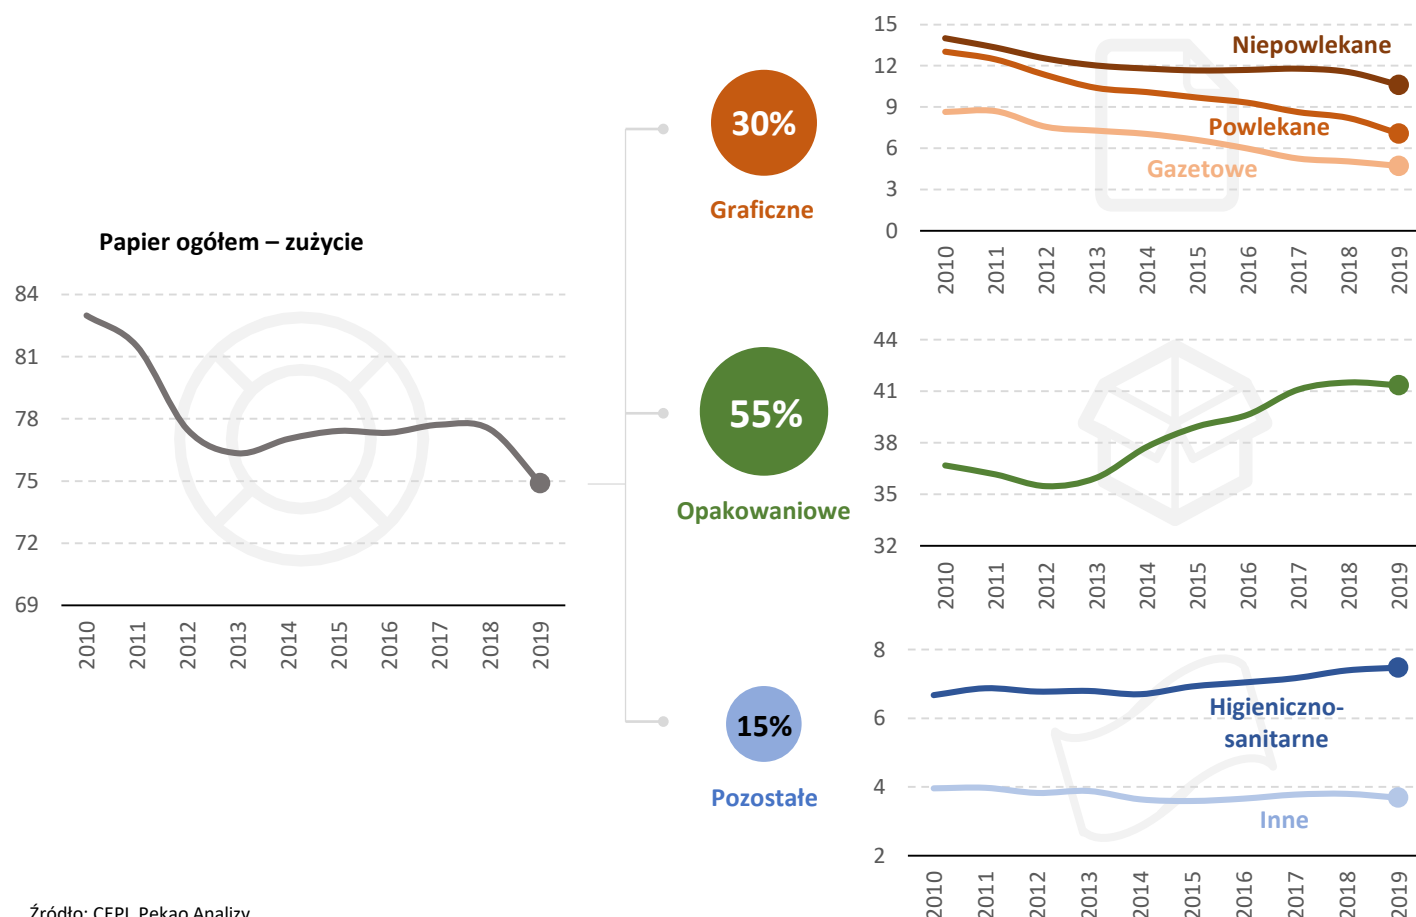 Papier ogółem – zużycie
84
81
78
75
72
69
2010 2011 2012 2013 2014 2015 2016 2017 2018 2019
30%
Graficzne
55%
Opakowaniowe
15%
Pozostałe
15
12
9
6
3
0
Niepowlekane
Powlekane
Gazetowe
2010 2011 2012 2013 2014 2015 2016 2017 2018 2019
44
41
38
35
32
2010 2011 2012 2013 2014 2015 2016 2017 2018 2019
8
6
4
2
Higieniczno-
sanitarne
Inne
2010 2011 2012 2013 2014 2015 2016 2017 2018 2019
Źródło: CEPI, Pekao Analizy